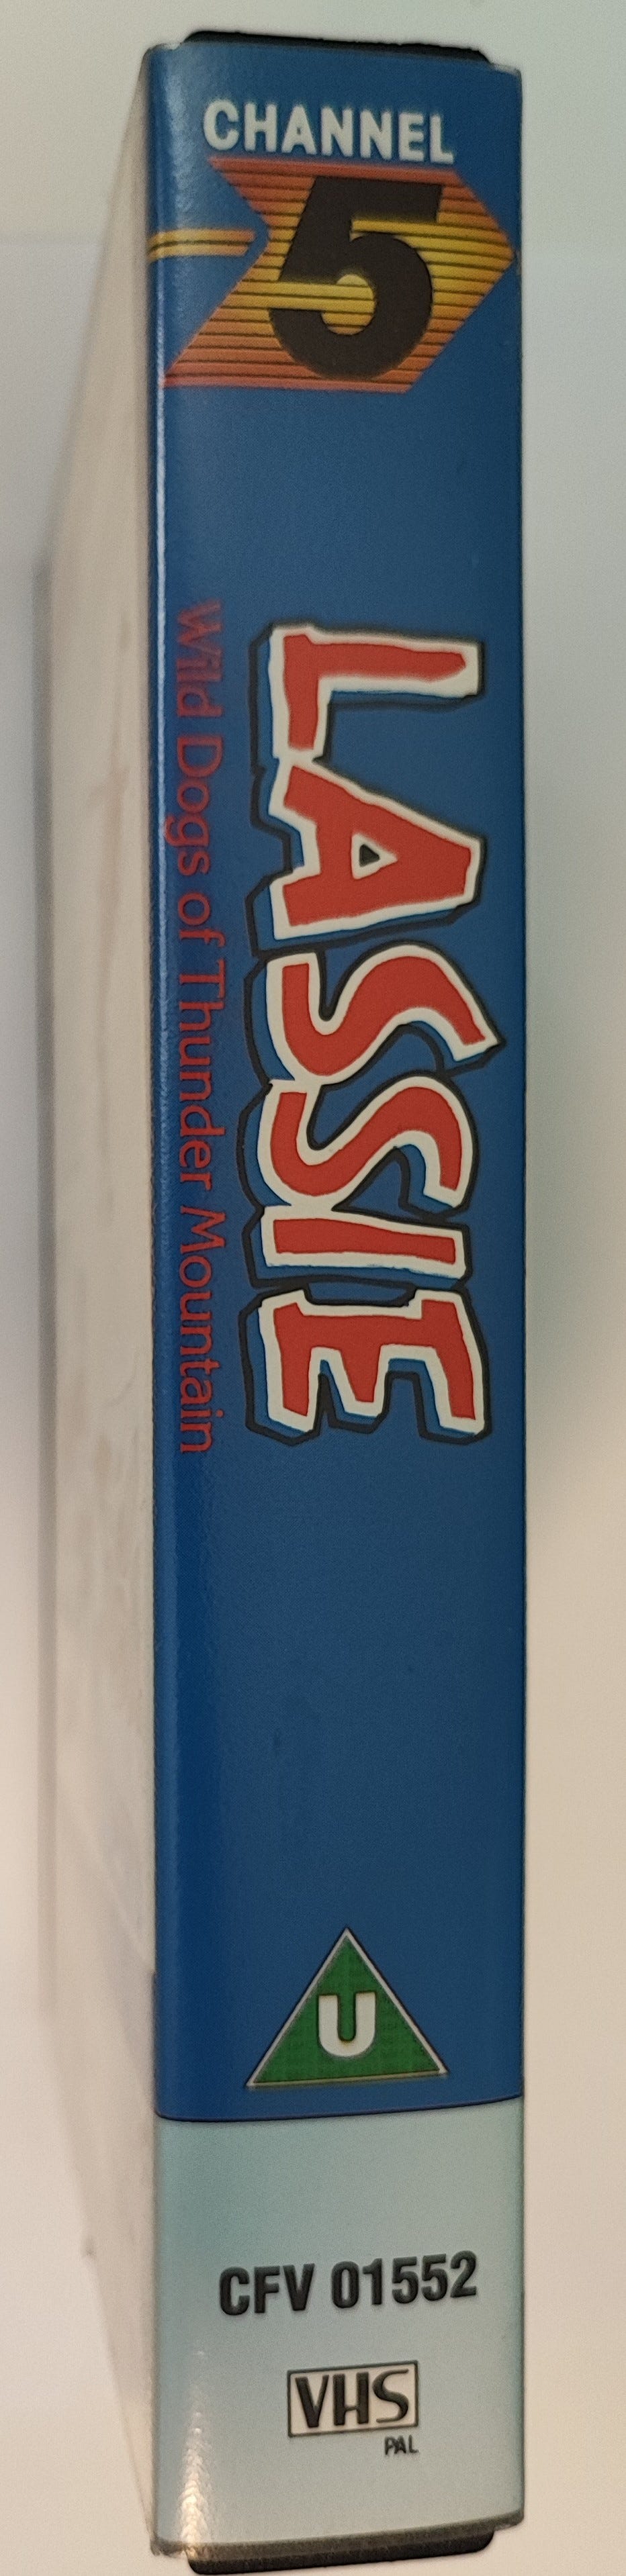 CHANNEL
5
LASSIE
Wild Dogs of Thunder Mountain
U
CFV 01552
VHS
PAL